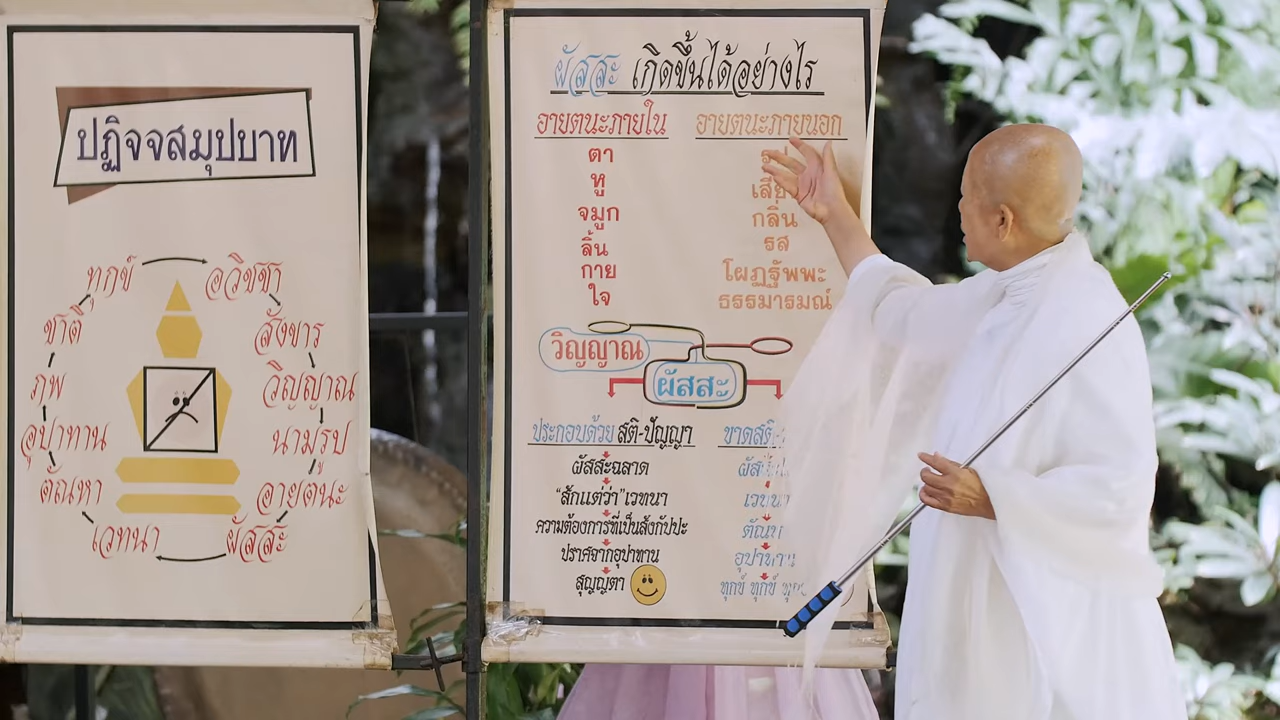 ปฏิจจสมุปบาท
ทุกข์
อวิชชา
ชาติ
สังขาร
ภพ
วิญญาณ
อุปาทาน
นามรูป
ตัณหา
อายตนะ
เวทนา
ผัสสะ
ผัสสะ เกิดขึ้นได้อย่างไร
อายตนะภายใน อายตนะภายนอก
ตา
หู
จมูก กลิ่น
ลิ้น รส
กาย โผฏฐัพพะ
ใจ ธรรมารมณ์
วิญญาณ
ผัสสะ
ประกอบด้วย สติ-ปัญญา
ผัสสะฉลาด
"สักแต่ว่า"เวทนา
ความต้องการที่เป็นสังกัปปะ
ปราศจากอุปาทาน
สุญญตา
ขาดสติ-
ทุกข์ ทุกข์